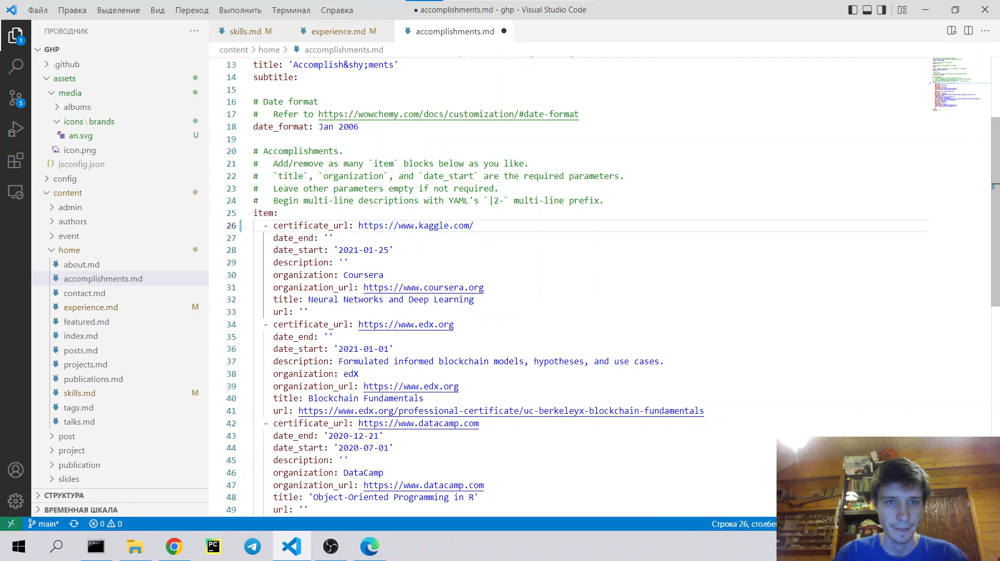 Файл Правка Выделение Вид Переход Выполнить Терминал Справка
● accomplishments.md - ghp - Visual Studio Code
ПРОВОДНИК
skills.md M
experience.md M
accomplishments.md
content > home > accomplishments.md
GHP
.github
assets
media
albums
icons\brands
an.svg U
icon.png
jsconfig.json
config
content
admin
authors
event
home
about.md
accomplishments.md
contact.md
experience.md M
featured.md
index.md
posts.md
projects.md
publications.md
skills.md M
tags.md
talks.md
post
project
publication
slides
СТРУКТУРА
ВРЕМЕННАЯ ШКАЛА
1
5
13 title: 'Accomplish&shy;ments'
14 subtitle:
15
16 # Date format
17 #   Refer to https://wowchemy.com/docs/customization/#date-format
18 date_format: Jan 2006
19
20 # Accomplishments.
21 #   Add/remove as many `item` blocks below as you like.
22 #   `title`, `organization`, and `date_start` are the required parameters.
23 #   Leave other parameters empty if not required.
24 #   Begin multi-line descriptions with YAML's `|2-` multi-line prefix.
25 item:
26   - certificate_url: https://www.kaggle.com/
27     date_end: ''
28     date_start: '2021-01-25'
29     description: ''
30     organization: Coursera
31     organization_url: https://www.coursera.org
32     title: Neural Networks and Deep Learning
33     url: ''
34   - certificate_url: https://www.edx.org
35     date_end: ''
36     date_start: '2021-01-01'
37     description: Formulated informed blockchain models, hypotheses, and use cases.
38     organization: edX
39     organization_url: https://www.edx.org
40     title: Blockchain Fundamentals
41     url: https://www.edx.org/professional-certificate/uc-berkeleyx-blockchain-fundamentals
42   - certificate_url: https://www.datacamp.com
43     date_end: '2020-12-21'
44     date_start: '2020-07-01'
45     description: ''
46     organization: DataCamp
47     organization_url: https://www.datacamp.com
48     title: 'Object-Oriented Programming in R'
49     url: ''
main* 0 0
Строка 26, столбе
PC